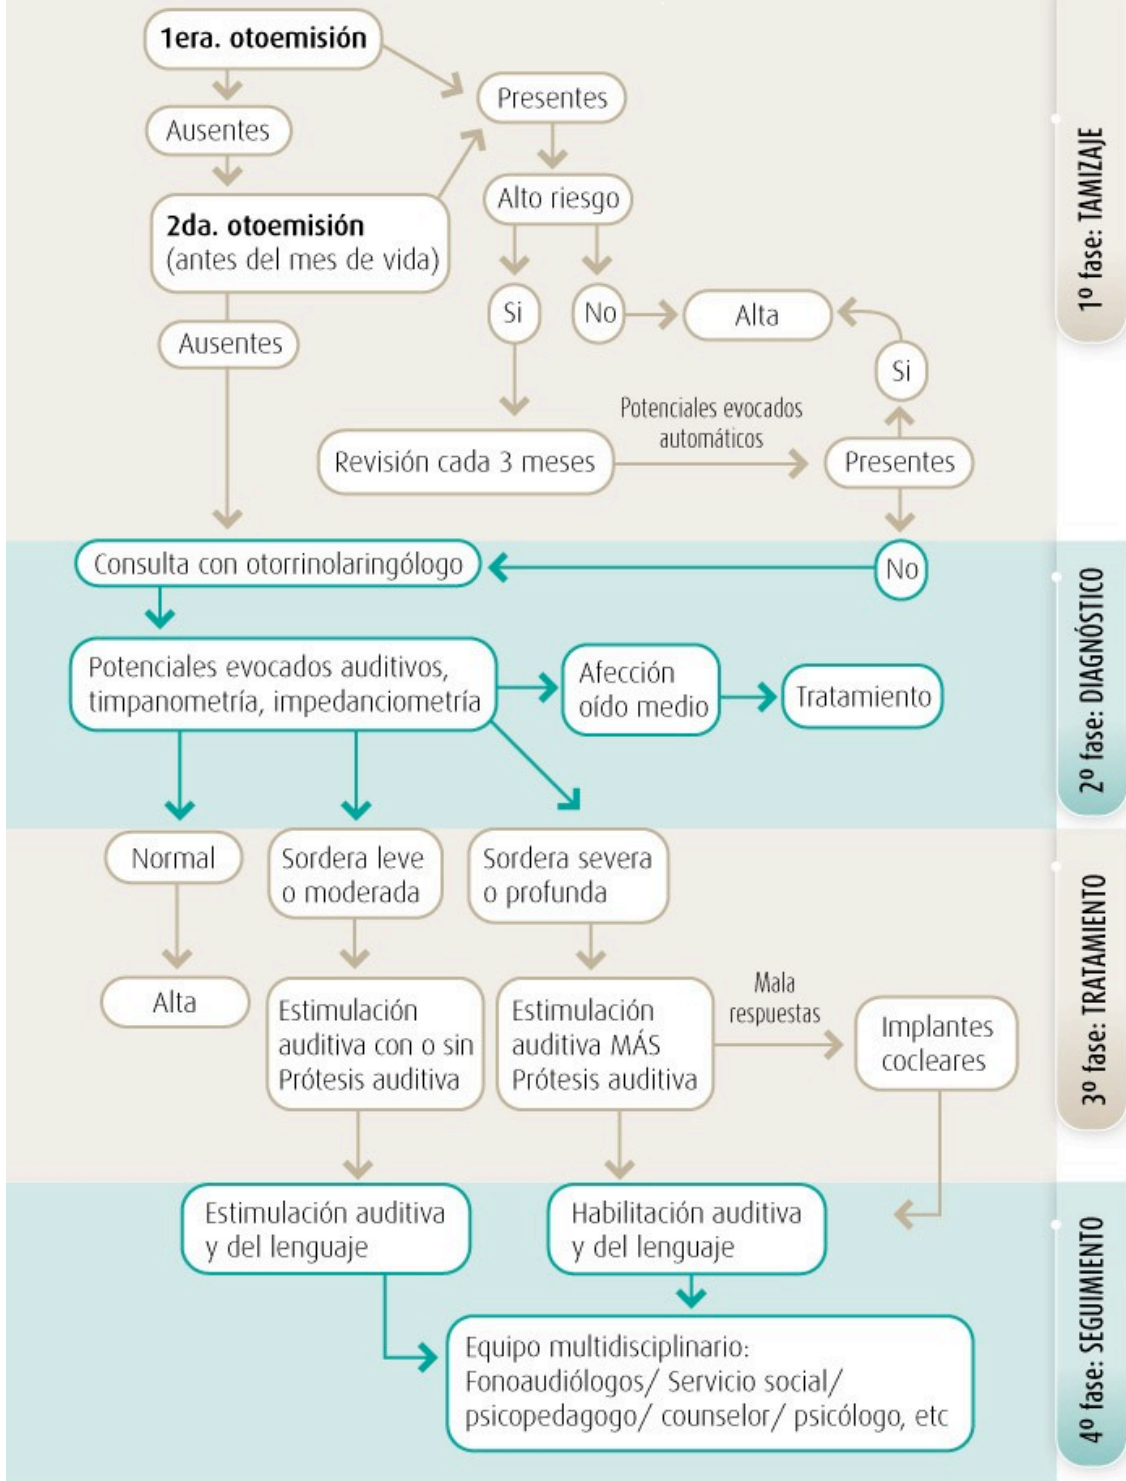 1era. otoemisión
Presentes
Ausentes
Alto riesgo
2da. otoemisión
(antes del mes de vida)
Si
No
Alta
Ausentes
Si
Potenciales evocados
automáticos
Revisión cada 3 meses
Presentes
1º fase: TAMIZAJE
Consulta con otorrinolaringólogo
No
Potenciales evocados auditivos,
timpanometría, impedanciometría
Afección
oído medio
Tratamiento
2º fase: DIAGNÓSTICO
Normal
Sordera leve
o moderada
Sordera severa
o profunda
Alta
Estimulación
auditiva con o sin
Prótesis auditiva
Estimulación
auditiva MÁS
Prótesis auditiva
Mala
respuestas
Implantes
cocleares
3º fase: TRATAMIENTO
Estimulación auditiva
y del lenguaje
Habilitación auditiva
y del lenguaje
Equipo multidisciplinario:
Fonoaudiólogos/ Servicio social/
psicopedagogo/ counselor/ psicólogo, etc
4º fase: SEGUIMIENTO